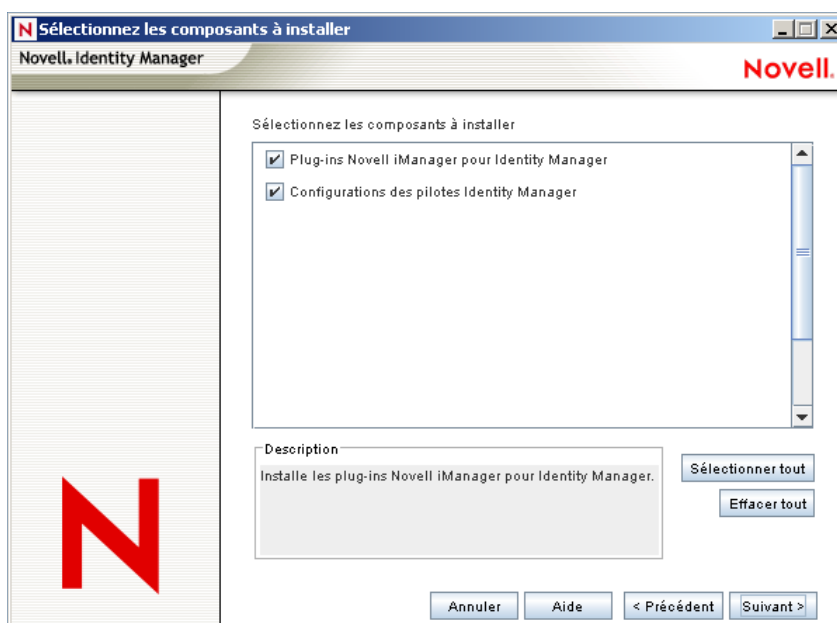 N Sélectionnez les composants à installer
Novell. Identity Manager
Novell.
Sélectionnez les composants à installer
Plug-ins Novell iManager pour Identity Manager
Configurations des pilotes Identity Manager
Description
Installe les plug-ins Novell iManager pour Identity Manager.
Sélectionner tout
Effacer tout
N
Annuler Aide < Précédent Suivant >